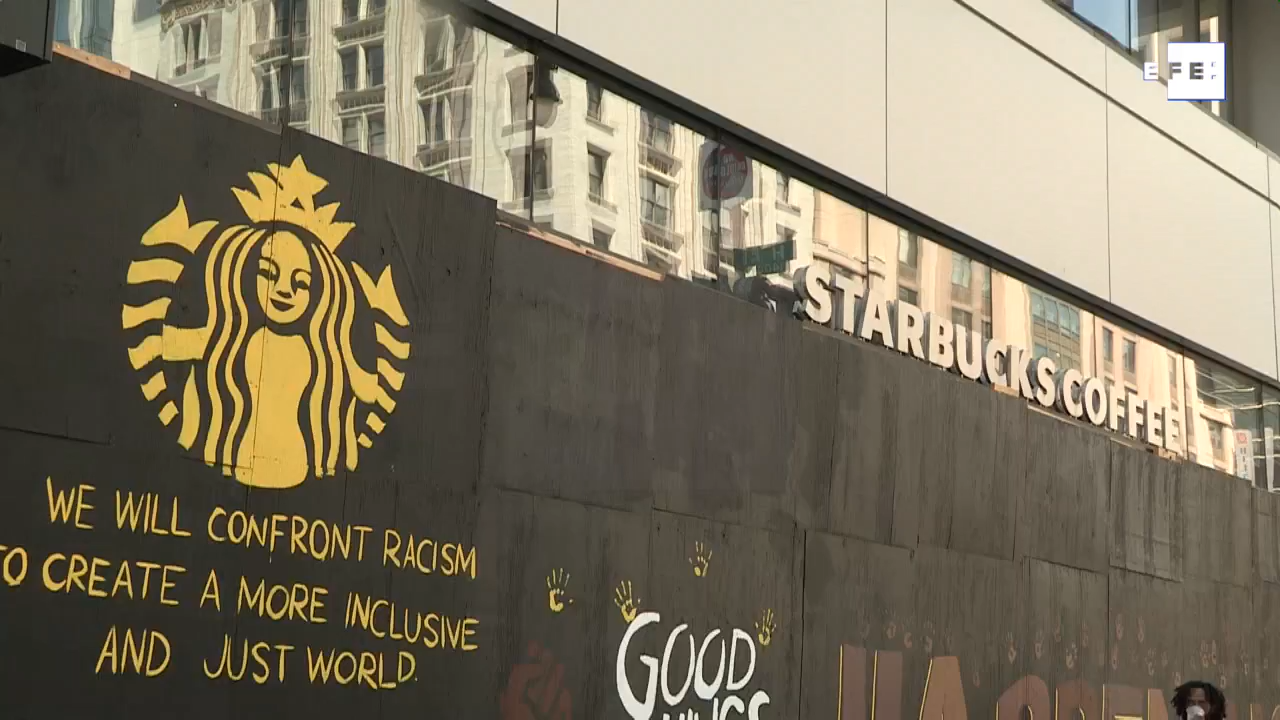 EFE:
STARBUCKS COFFEE
WE WILL CONFRONT RACISM
TO CREATE A MORE INCLUSIVE
AND JUST WORLD.
GOOD